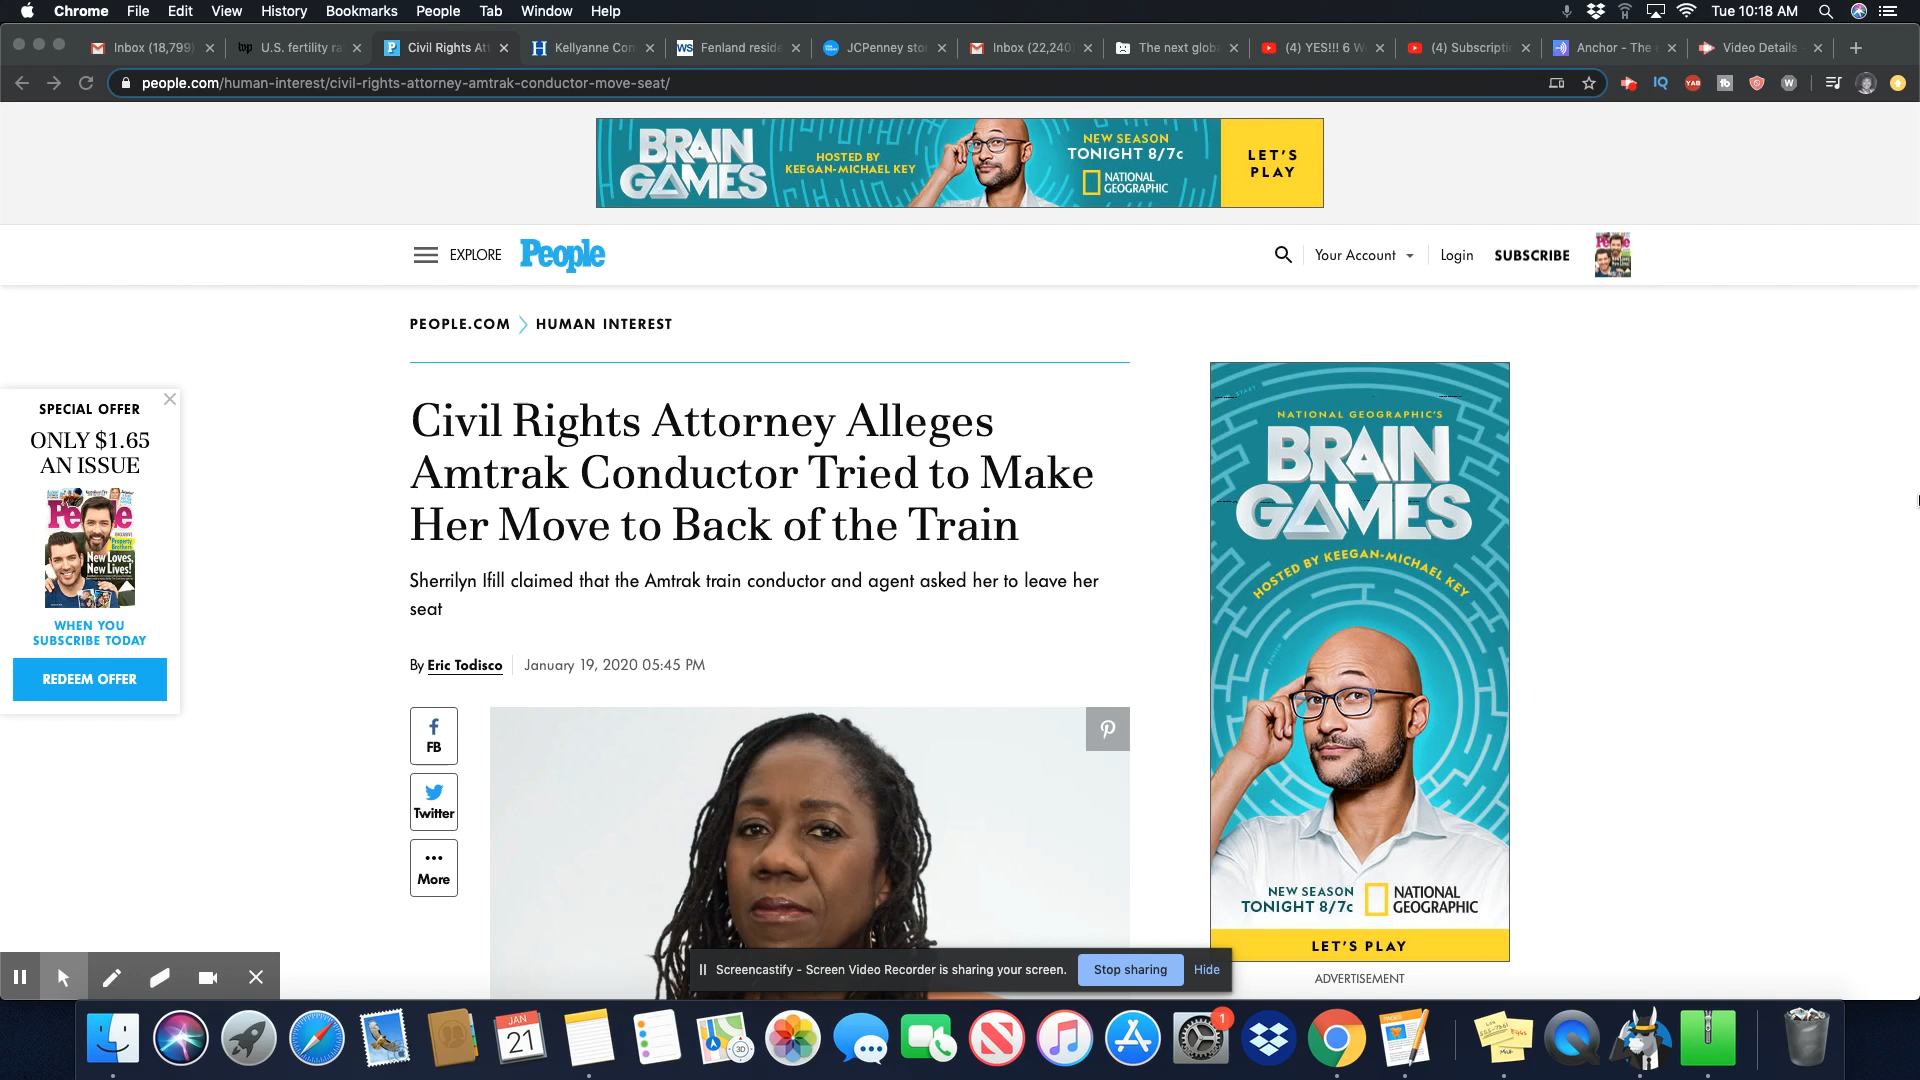 Chrome File Edit View History Bookmarks People Tab Window Help Tue 10:18 AM
Inbox (18,799) U.S. fertility ra Civil Rights Att Kellyanne Con Fenland reside JCPenney sto Inbox (22,240 The next globa (4) YES!!! 6 W (4) Subscripti Anchor - The e Video Details
people.com/human-interest/civil-rights-attorney-amtrak-conductor-move-seat/
BRAIN
GAMES
HOSTED BY
KEEGAN-MICHAEL KEY
NEW SEASON
TONIGHT 8/7c
NATIONAL
GEOGRAPHIC
LET'S
PLAY
EXPLORE People Your Account Login SUBSCRIBE
PEOPLE.COM HUMAN INTEREST
SPECIAL OFFER
ONLY $1.65
AN ISSUE
People
New Loves,
New Lives!
WHEN YOU
SUBSCRIBE TODAY
REDEEM OFFER
Civil Rights Attorney Alleges
Amtrak Conductor Tried to Make
Her Move to Back of the Train
Sherrilyn Ifill claimed that the Amtrak train conductor and agent asked her to leave her
seat
By Eric Todisco January 19, 2020 05:45 PM
FB
Twitter
More
NATIONAL GEOGRAPHIC'S
BRAIN
GAMES
HOSTED BY KEEGAN-MICHAEL KEY
NEW SEASON
TONIGHT 8/7c
NATIONAL
GEOGRAPHIC
LET'S PLAY
ADVERTISEMENT
Screencastify - Screen Video Recorder is sharing your screen. Stop sharing Hide
JAN
21
3D
1
PAGES